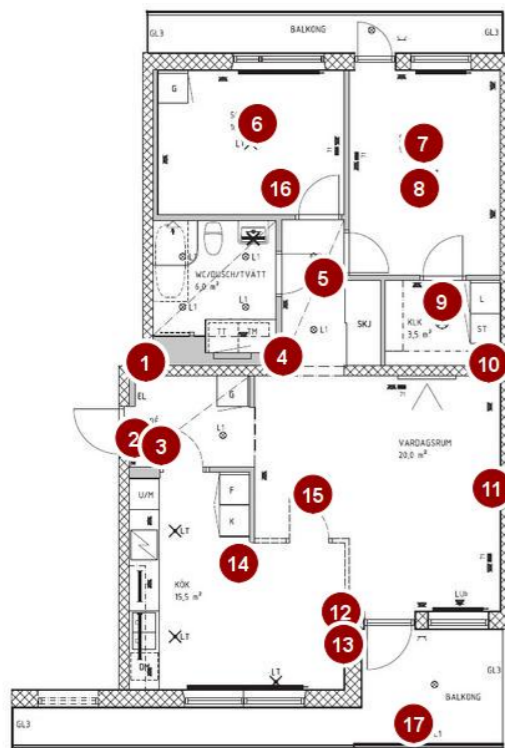 BALKONG
GL3
GL3
G
6
7
L1
16
8
WC/DUSCH/TVÄTT
6,0 m²
L1
L1
5
L1
L1
L1
L1
9
L
KLK
3,5 m²
ST
SKJ
TT
TM
1
4
10
EL
G
2
3
L1
VARDAGSRUM
20,0 m²
U/M
F
15
11
K
LT
14
KÖK
15,5 m²
12
13
LT
DM
LT
BALKONG
GL3
GL3
17
L1